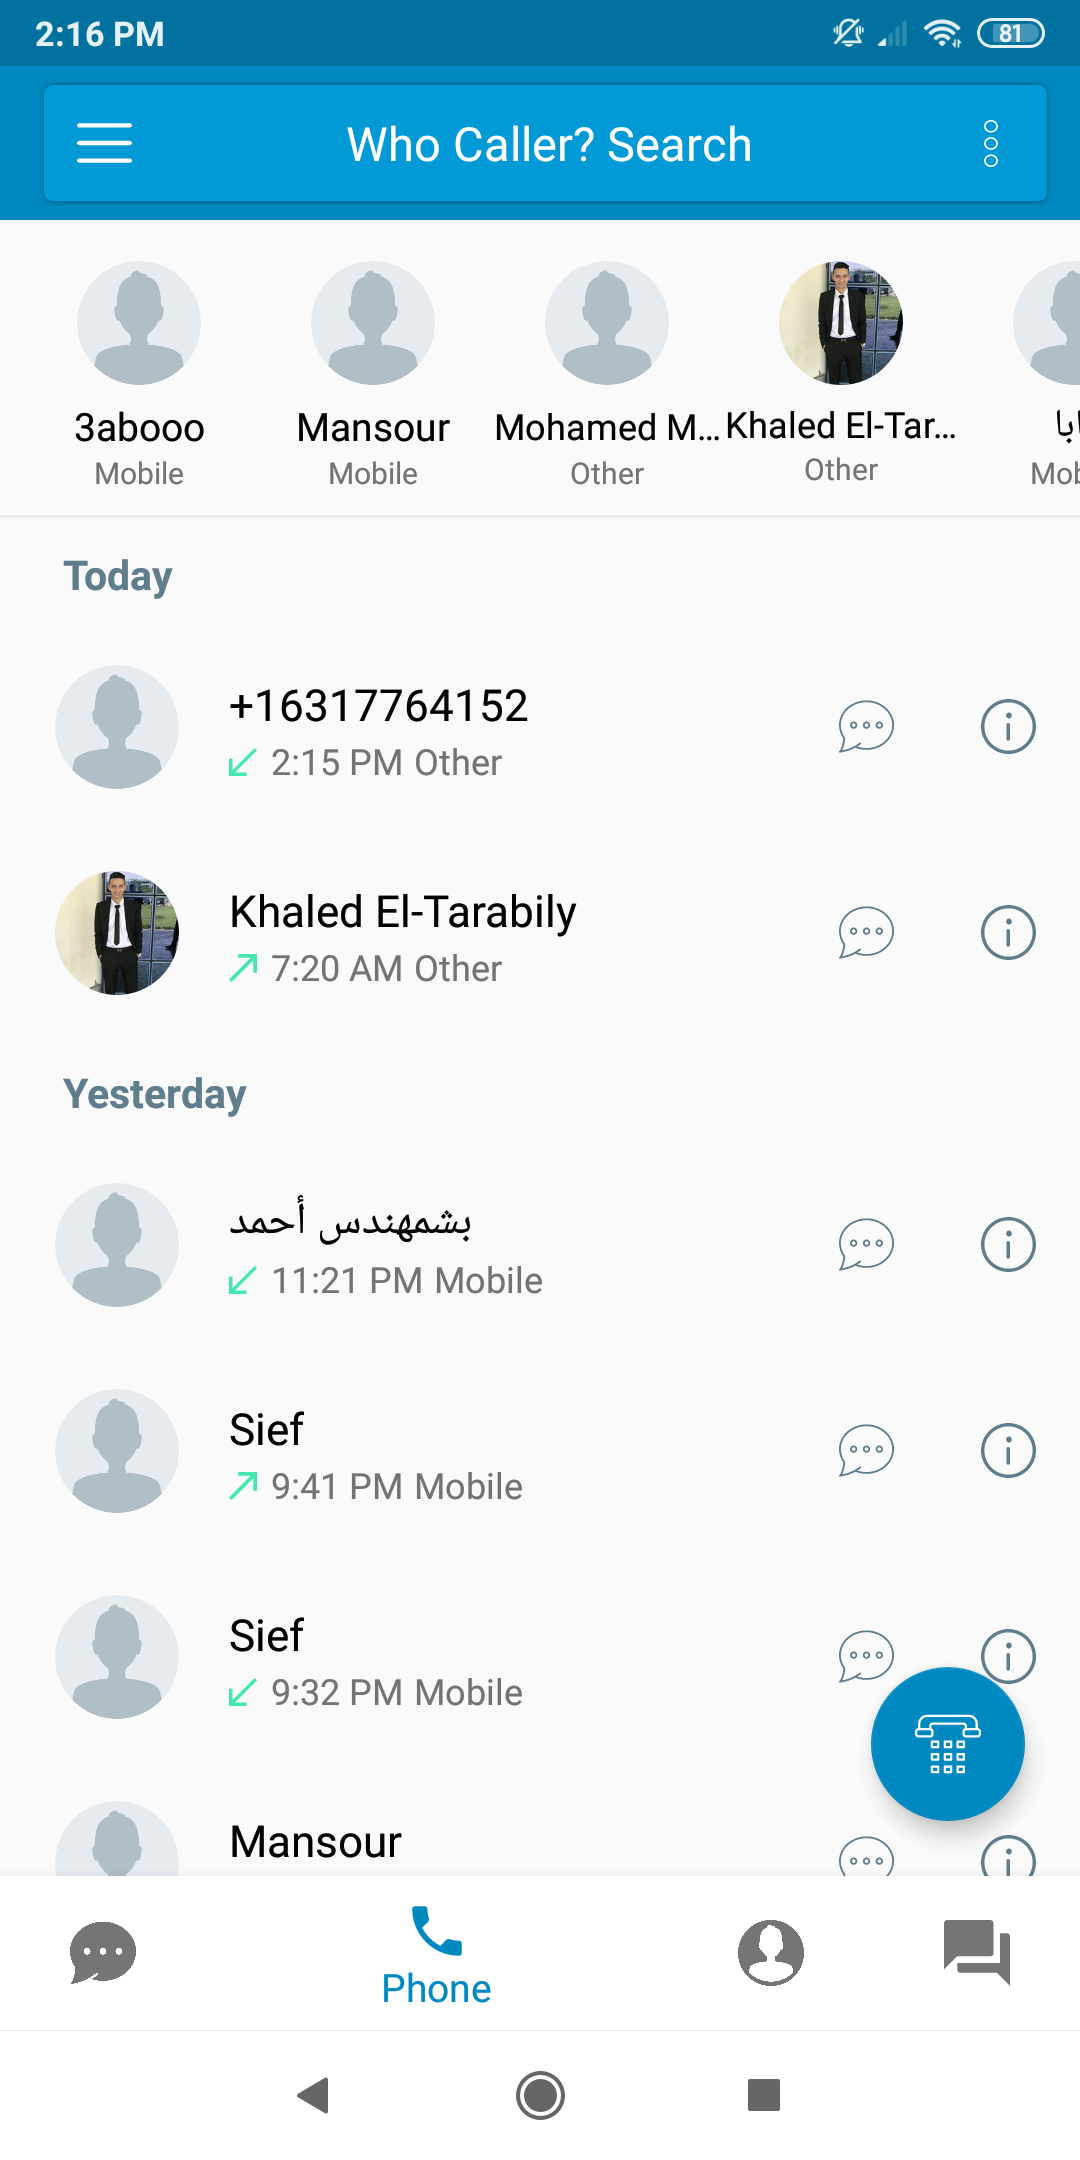 2:16 PM
81
Who Caller? Search
3abooo
Mobile
Mansour
Mobile
Mohamed M...
Other
Khaled El-Tar...
Other
Today
+16317764152
2:15 PM Other
Khaled El-Tarabily
7:20 AM Other
Yesterday
بشمهندس أحمد
11:21 PM Mobile
Sief
9:41 PM Mobile
Sief
9:32 PM Mobile
Mansour
Phone